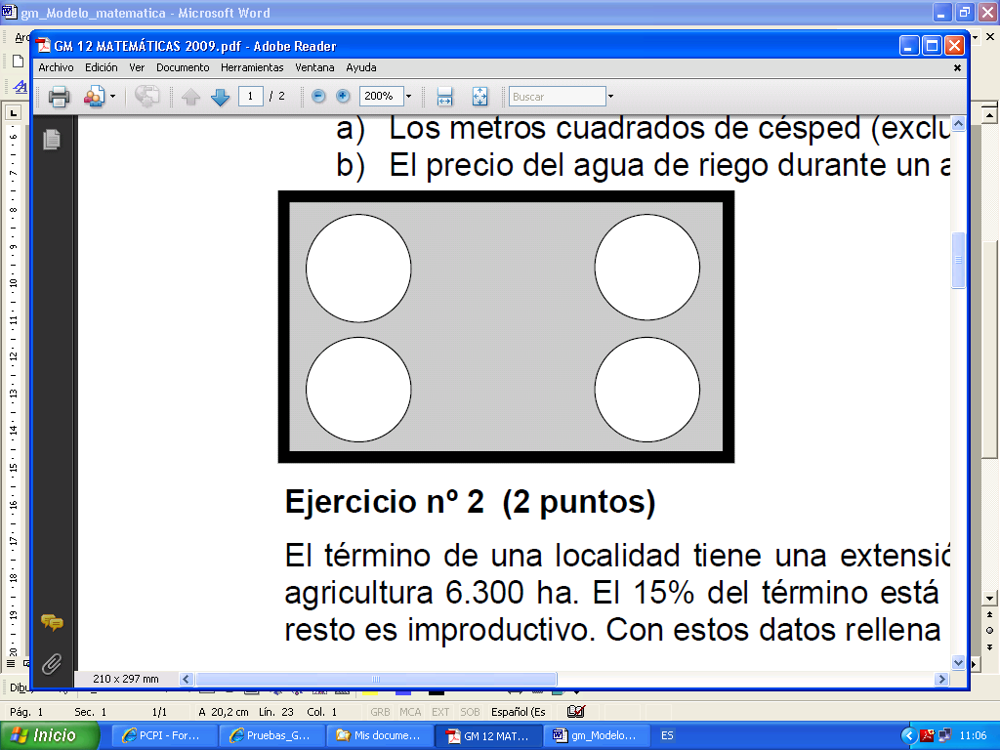 gm_Modelo_matematica - Microsoft Word
GM 12 MATEMÁTICAS 2009.pdf - Adobe Reader
Archivo Edición Ver Documento Herramientas Ventana Ayuda
1 / 2 200% Buscar
a) Los metros cuadrados de césped (exclu
b) El precio del agua de riego durante un a
Ejercicio nº 2 (2 puntos)
El término de una localidad tiene una extensió
agricultura 6.300 ha. El 15% del término está
resto es improductivo. Con estos datos rellena
210 x 297 mm
Pág. 1 Sec. 1 1/1 A 20,2 cm Lín. 23 Col. 1 GRB MCA EXT SOB Español (Es
Inicio PCPI - For... Pruebas_G... Mis docume... GM 12 MAT... gm_Modelo... ES 11:06